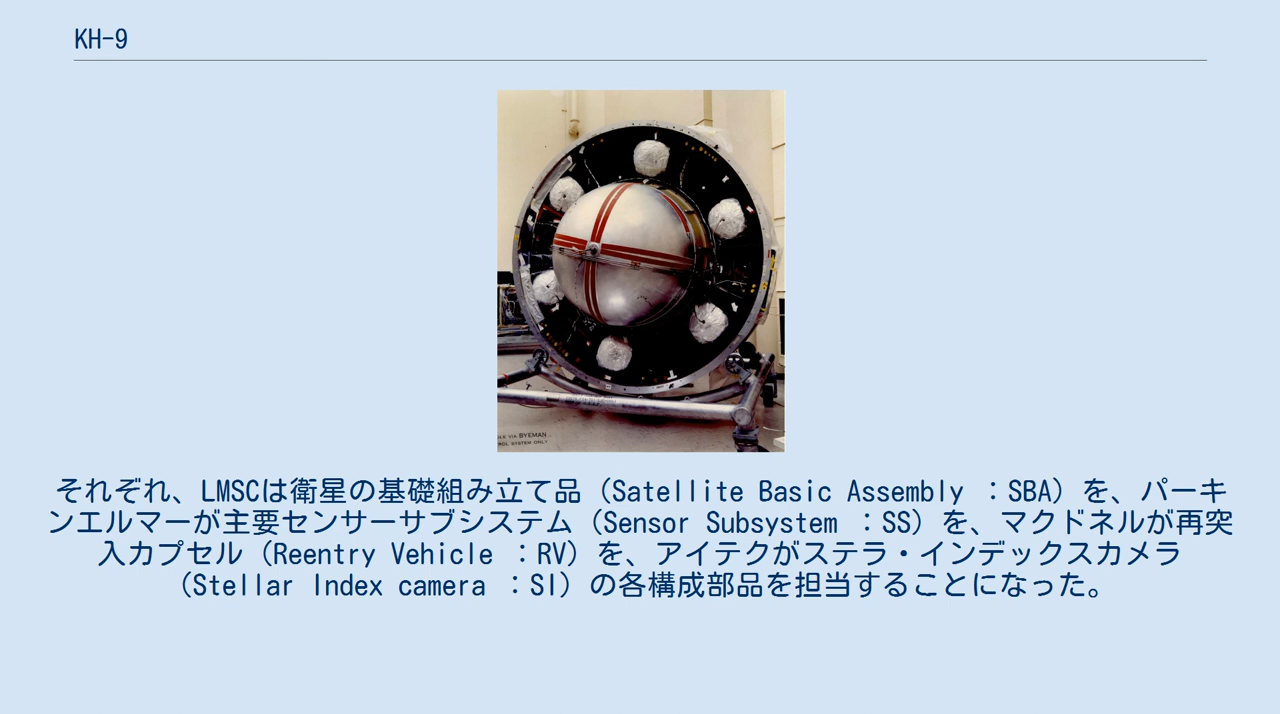 KH-9
VIA BYEMAN
SYSTEM ONLY
それぞれ、LMSCは衛星の基礎組み立て品（Satellite Basic Assembly ：SBA）を、パーキ
ンエルマーが主要センサーサブシステム（Sensor Subsystem ：SS）を、マクドネルが再突
入カプセル（Reentry Vehicle ：RV）を、アイテクがステラ・インデックスカメラ
（Stellar Index camera ：SI）の各構成部品を担当することになった。